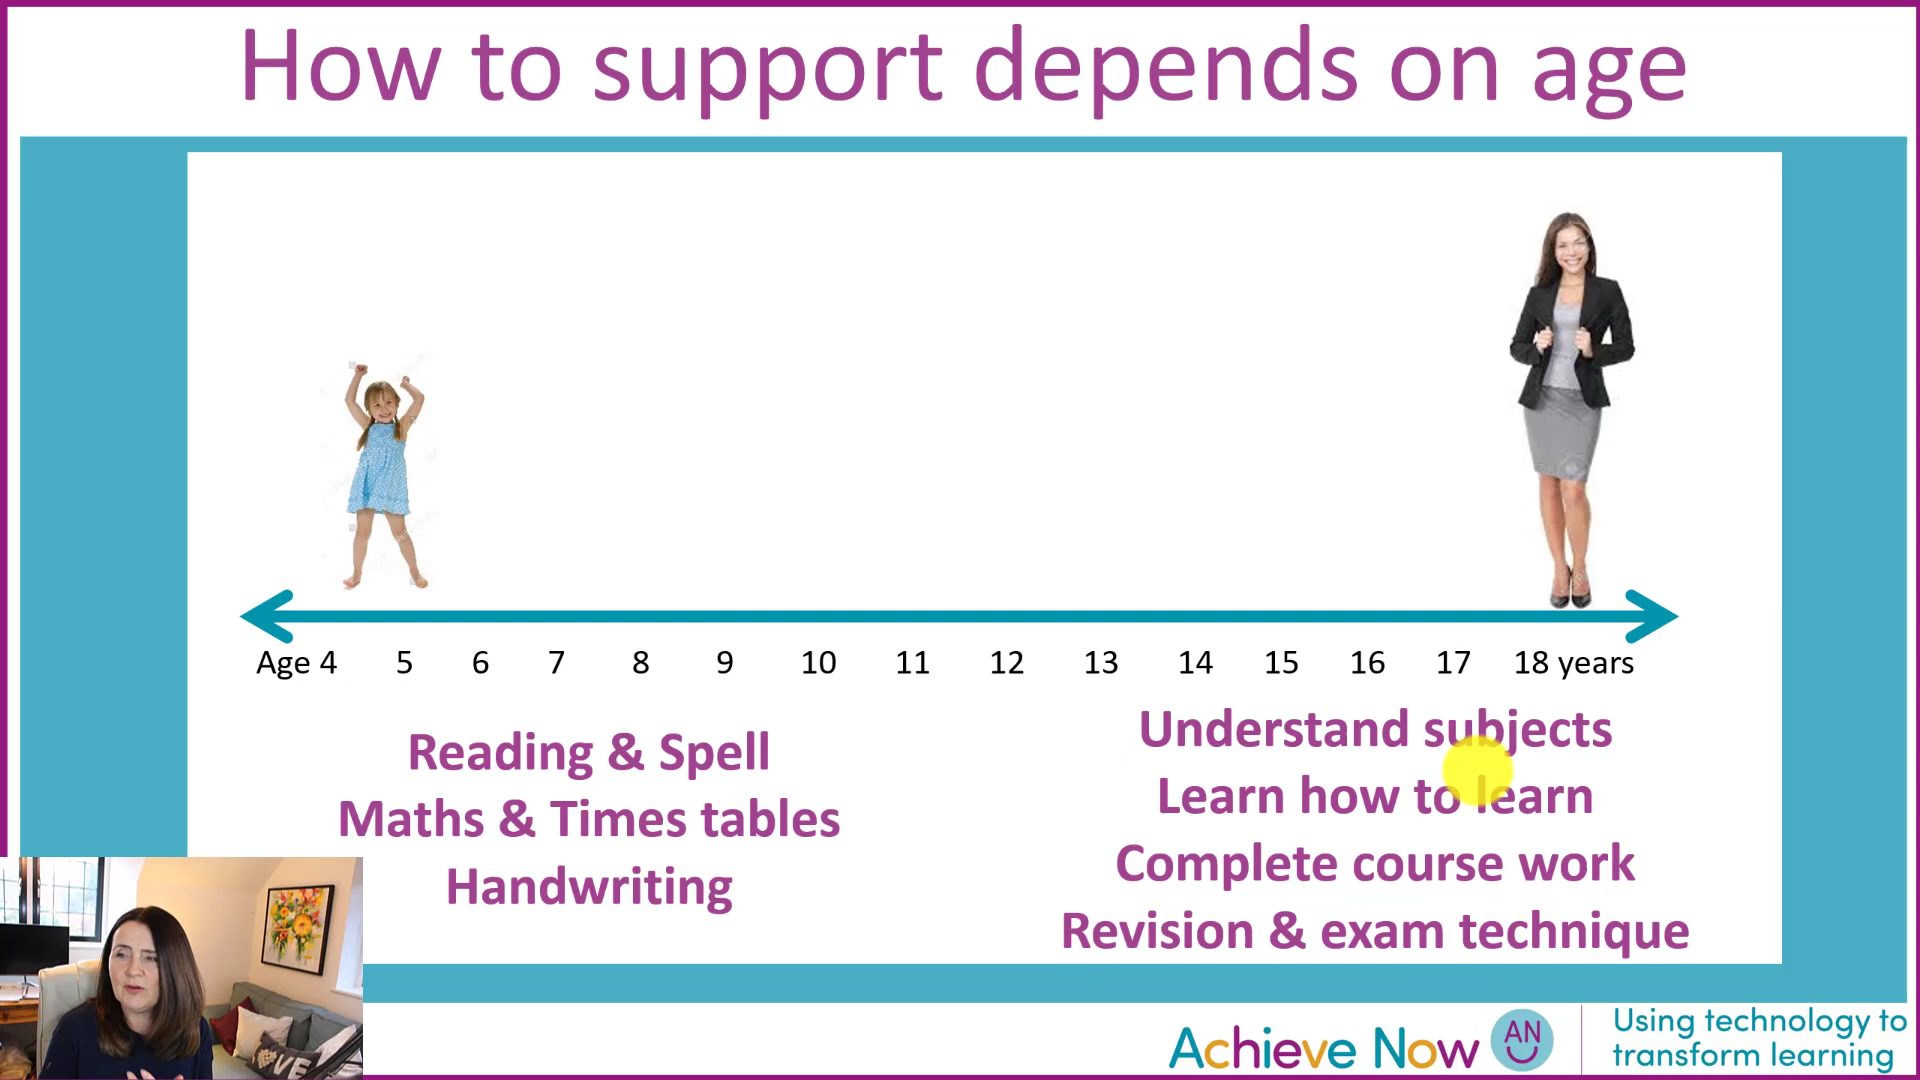 How to support depends on age
Age 4 5 6 7 8 9 10 11 12 13 14 15 16 17 18 years
Reading & Spell
Maths & Times tables
Handwriting
Understand subjects
Learn how to learn
Complete course work
Revision & exam technique
Achieve Now AN
Using technology to
transform learning